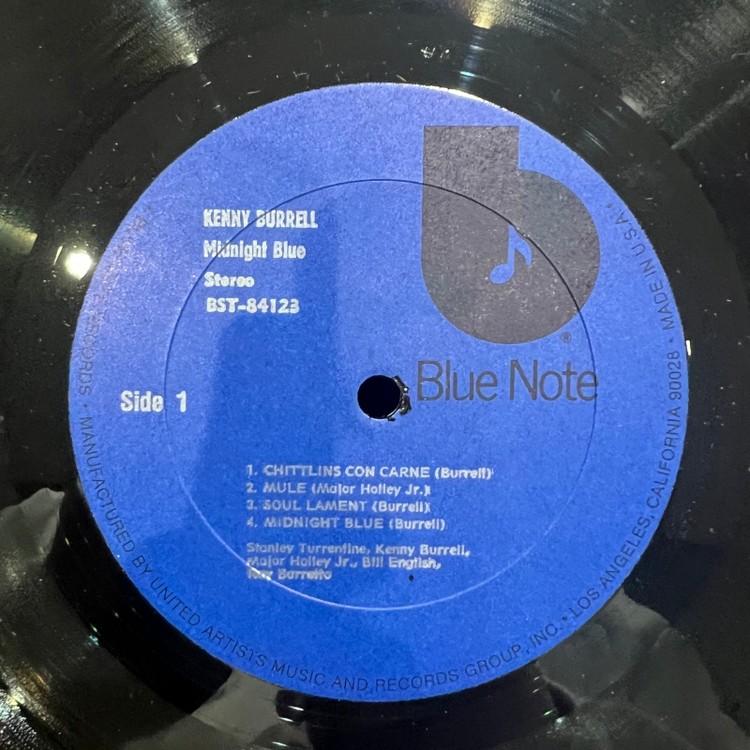 KENNY BURRELL
Midnight Blue
Stereo
BST-84123
Side 1
Blue Note
®
1. CHITTLINS CON CARNE (Burrell)
2. MULE (Major Holley Jr.)
3. SOUL LAMENT (Burrell)
4. MIDNIGHT BLUE (Burrell)
Stanley Turrentine, Kenny Burrell,
Major Holley Jr., Bill English,
Ray Barretto
RECORDS • MANUFACTURED BY UNITED ARTISTS MUSIC AND RECORDS GROUP, INC. • LOS ANGELES, CALIFORNIA 90028 • MADE IN U.S.A.